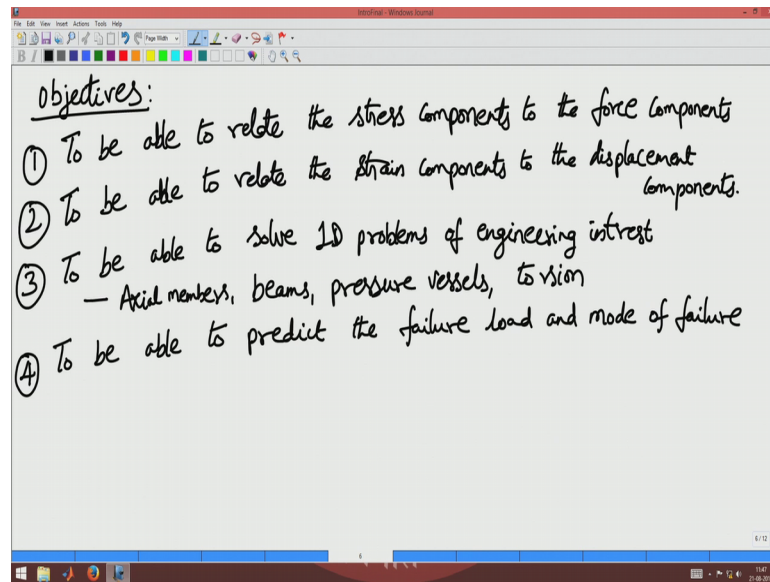 IntroFinal - Windows Journal
File Edit View Insert Actions Tools Help
Page Width
B I
objectives:
① To be able to relate the stress components to the force components
② To be able to relate the strain components to the displacement
components.
③ To be able to solve 1D problems of engineering intrest
— Axial members, beams, pressure vessels, torsion
④ To be able to predict the failure load and mode of failure
6/12
6
11:47